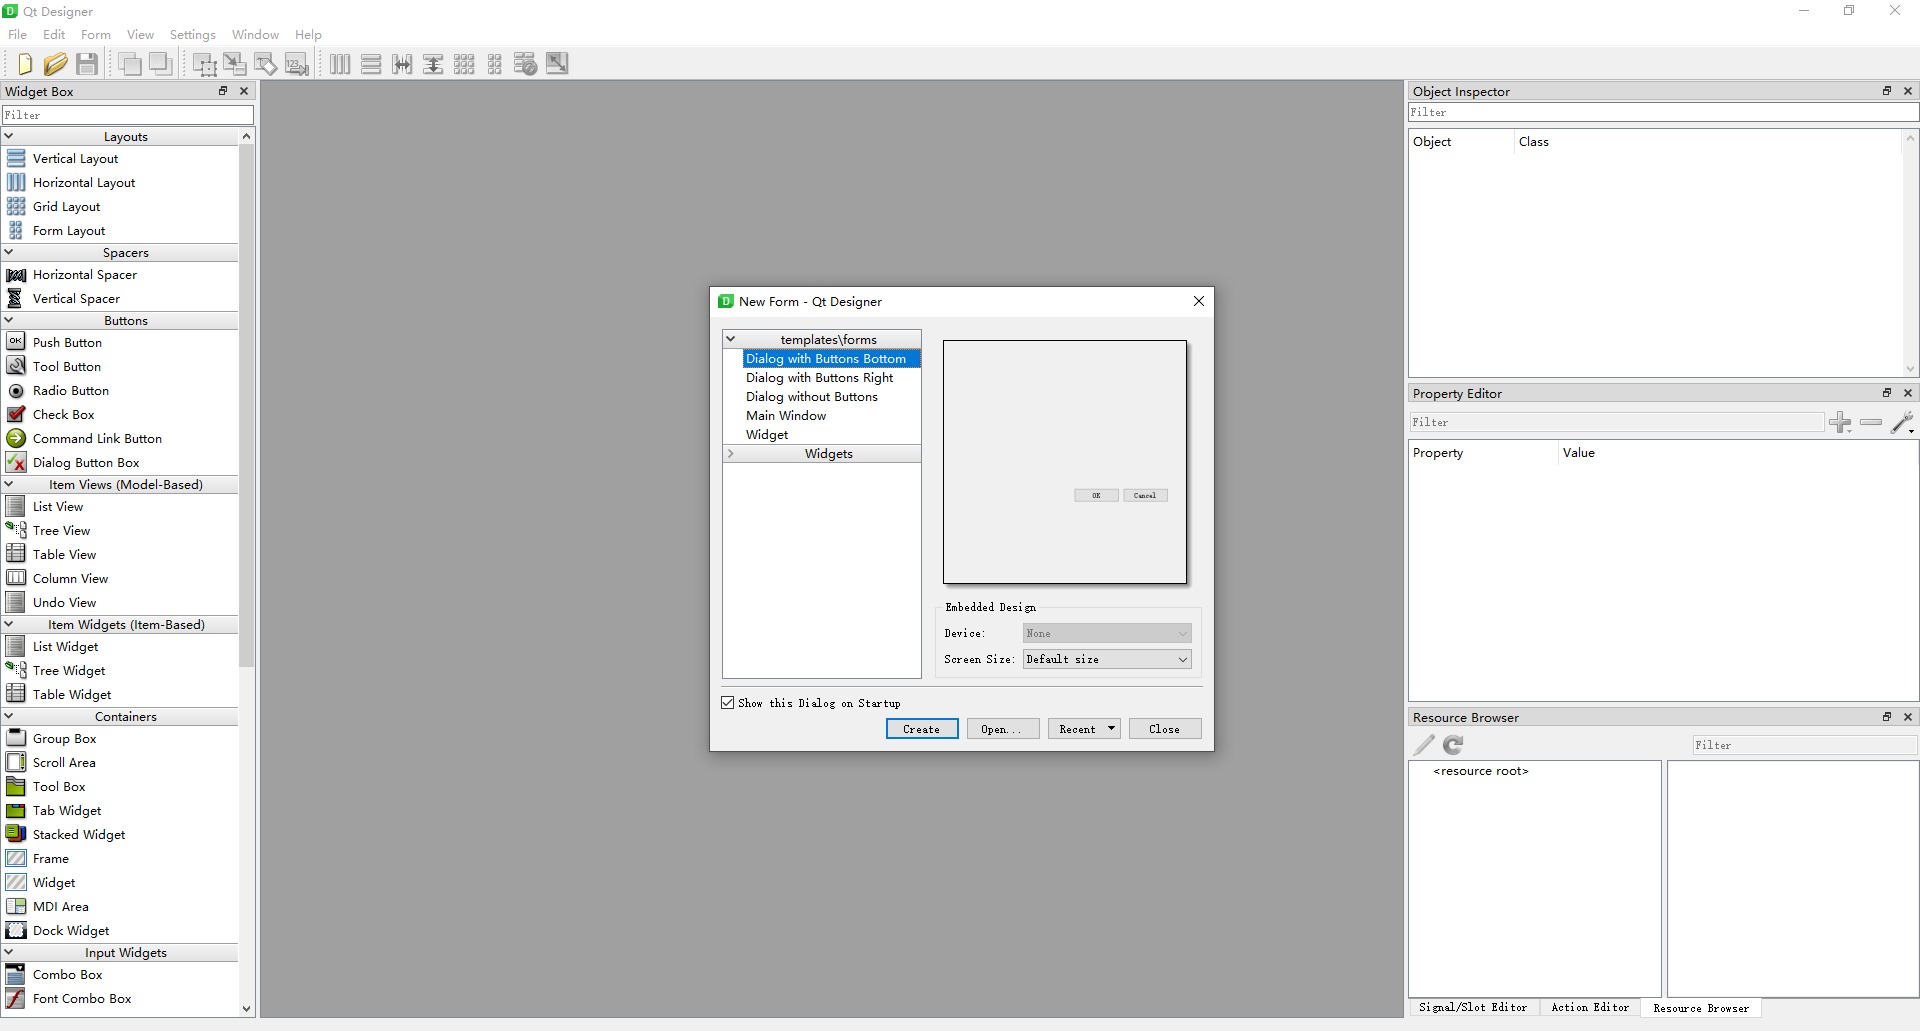 Qt Designer
File Edit Form View Settings Window Help
Widget Box
Filter
Layouts
Vertical Layout
Horizontal Layout
Grid Layout
Form Layout
Spacers
Horizontal Spacer
Vertical Spacer
Buttons
OK Push Button
Tool Button
Radio Button
Check Box
Command Link Button
Dialog Button Box
Item Views (Model-Based)
List View
Tree View
Table View
Column View
Undo View
Item Widgets (Item-Based)
List Widget
Tree Widget
Table Widget
Containers
Group Box
Scroll Area
Tool Box
Tab Widget
Stacked Widget
Frame
Widget
MDI Area
Dock Widget
Input Widgets
Combo Box
Font Combo Box
New Form - Qt Designer
templates\forms
Dialog with Buttons Bottom
Dialog with Buttons Right
Dialog without Buttons
Main Window
Widget
Widgets
OK Cancel
Embedded Design
Device: None
Screen Size: Default size
Show this Dialog on Startup
Create Open... Recent Close
Object Inspector
Filter
Object Class
Property Editor
Filter
Property Value
Resource Browser
Filter
<resource root>
Signal/Slot Editor Action Editor Resource Browser